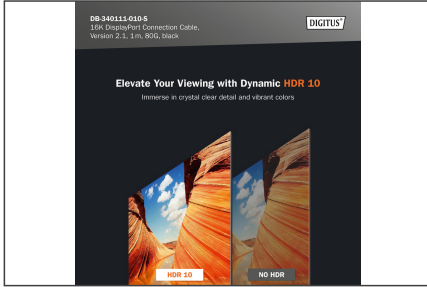 DB-340111-010-S
16K DisplayPort Connection Cable,
Version 2.1, 1m, 80G, black
DIGITUS®
Elevate Your Viewing with Dynamic HDR 10
Immerse in crystal clear detail and vibrant colors
HDR 10
NO HDR